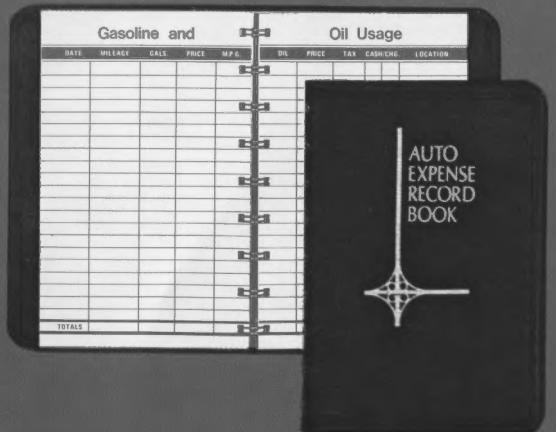 Gasoline and Oil Usage
DATE MILEAGE GALS. PRICE M.P.G. OIL PRICE TAX CASH/CHG. LOCATION
TOTALS
AUTO
EXPENSE
RECORD
BOOK